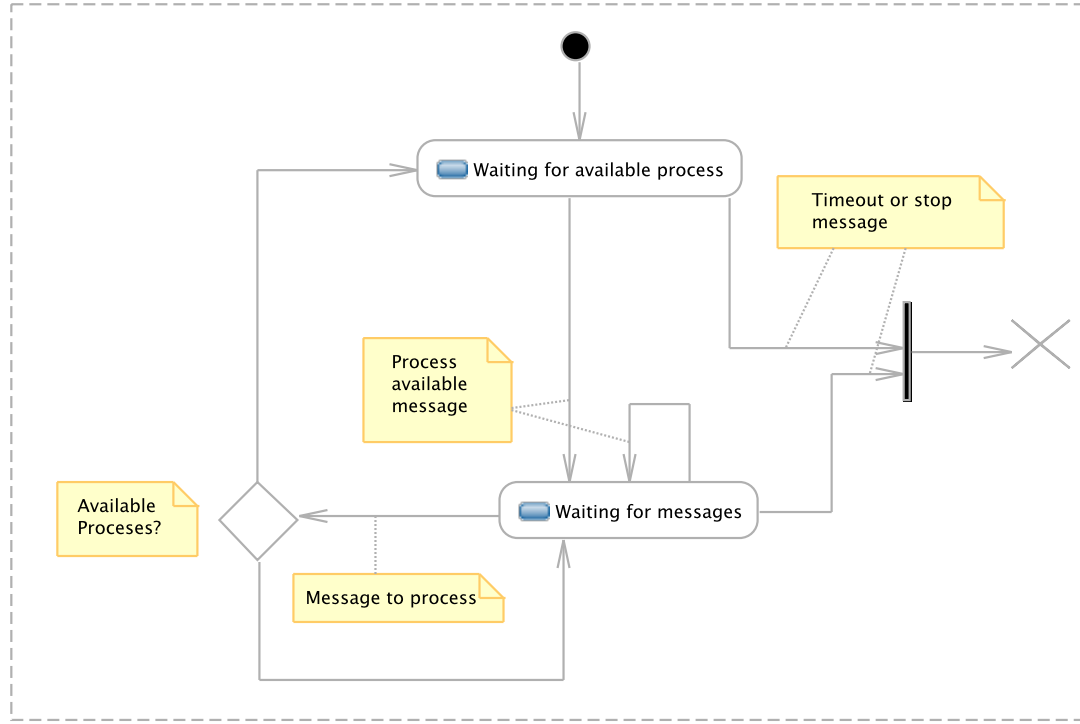 Waiting for available process
Timeout or stop
message
Process
available
message
Available
Proceses?
Waiting for messages
Message to process